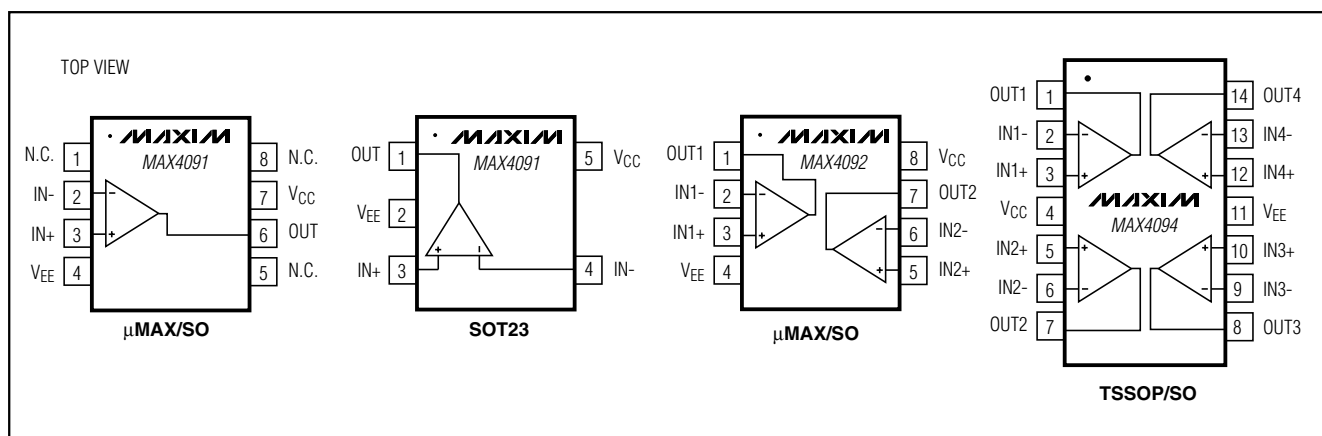 TOP VIEW
MAXIM
MAX4091
N.C. 1
IN- 2
IN+ 3
VEE 4
8 N.C.
7 VCC
6 OUT
5 N.C.
− +
µMAX/SO
MAXIM
MAX4091
OUT 1
VEE 2
IN+ 3
5 VCC
4 IN-
+ −
SOT23
MAXIM
MAX4092
OUT1 1
IN1- 2
IN1+ 3
VEE 4
8 VCC
7 OUT2
6 IN2-
5 IN2+
− +
− +
µMAX/SO
OUT1 1
IN1- 2
IN1+ 3
VCC 4
IN2+ 5
IN2- 6
OUT2 7
14 OUT4
13 IN4-
12 IN4+
11 VEE
10 IN3+
9 IN3-
8 OUT3
− +
− +
MAXIM
MAX4094
+ −
+ −
TSSOP/SO